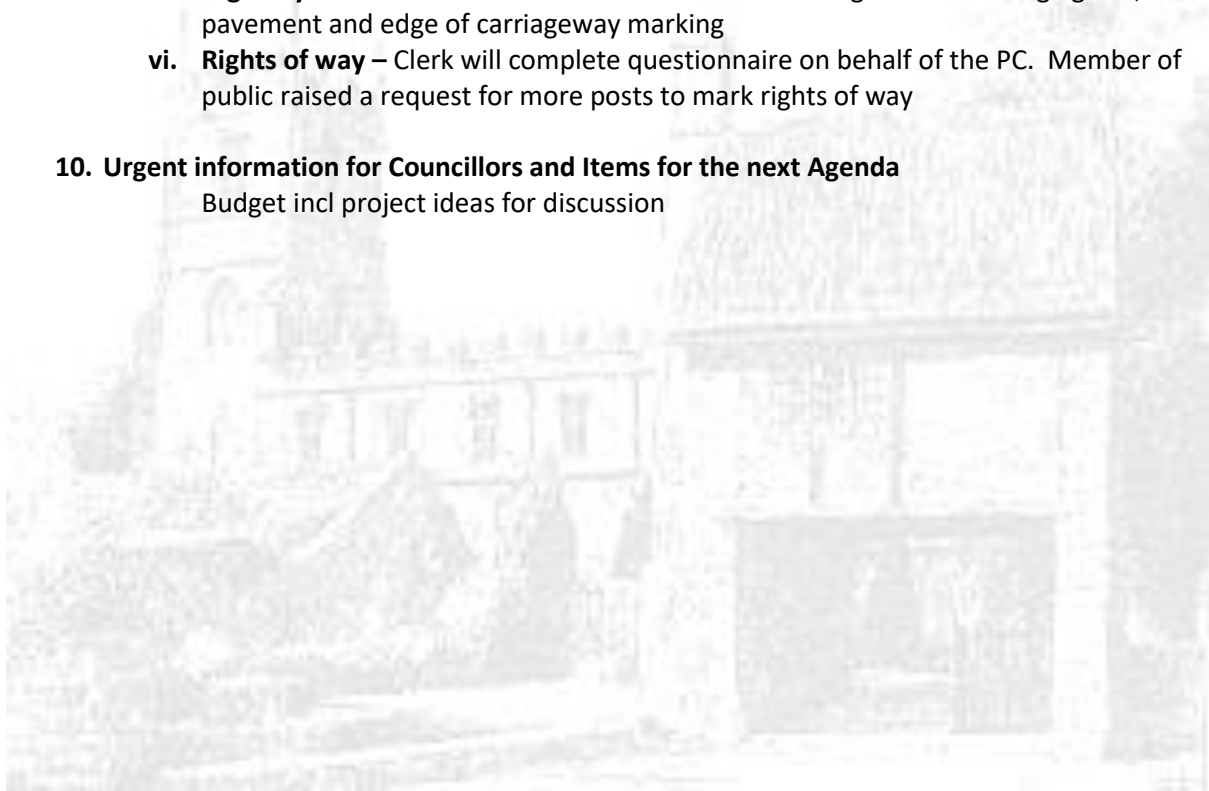 pavement and edge of carriageway marking
vi. Rights of way – Clerk will complete questionnaire on behalf of the PC. Member of
public raised a request for more posts to mark rights of way
10. Urgent information for Councillors and Items for the next Agenda
Budget incl project ideas for discussion